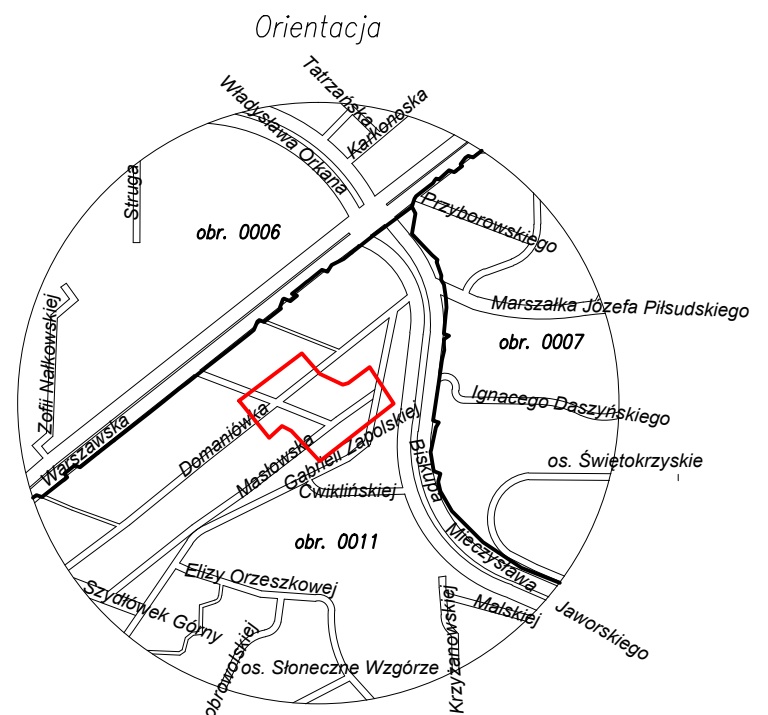 Orientacja
Tatrzańska
Władysława Orkana
Karkonoska
Struga
obr. 0006
Przyborowskiego
Marszałka Józefa Piłsudskiego
obr. 0007
Zofii Nałkowskiej
Ignacego Daszyńskiego
Warszawska
Domaniówka
Masłowska
Gabrieli Zapolskiej
Biskupa
os. Świętokrzyskie
Ćwiklińskiej
obr. 0011
Mieczysława
Elizy Orzeszkowej
Szydłówek Górny
Malskiej
Jaworskiego
Krzyżanowskiej
obrowolskiej
os. Słoneczne Wzgórze